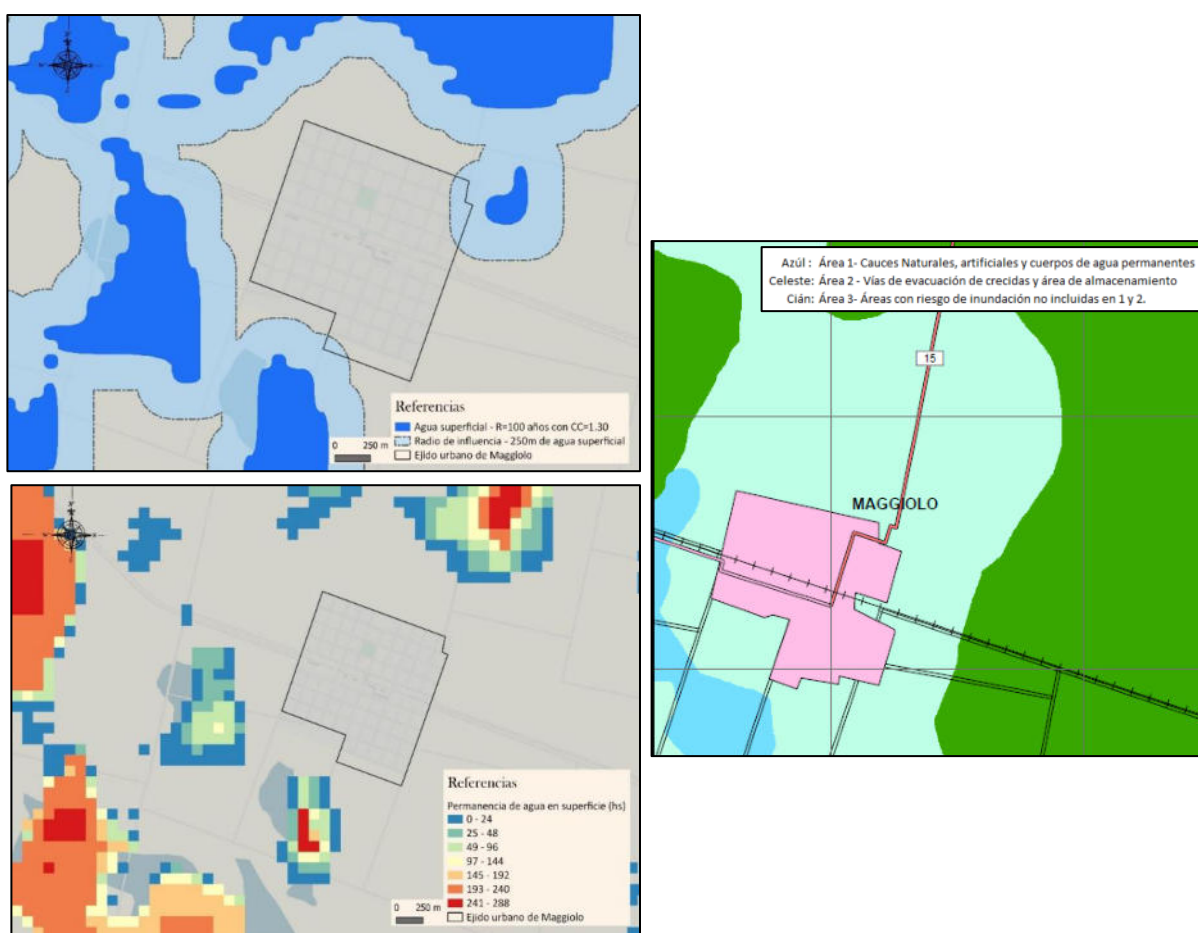 Referencias
Agua superficial - R=100 años con CC=1.30
Radio de influencia - 250m de agua superficial
Ejido urbano de Maggiolo
0 250 m
Azúl : Área 1- Cauces Naturales, artificiales y cuerpos de agua permanentes
Celeste: Área 2 - Vías de evacuación de crecidas y área de almacenamiento
Cián: Área 3- Áreas con riesgo de inundación no incluidas en 1 y 2.
15
MAGGIOLO
Referencias
Permanencia de agua en superficie (hs)
0 - 24
25 - 48
49 - 96
97 - 144
145 - 192
193 - 240
241 - 288
Ejido urbano de Maggiolo
0 250 m